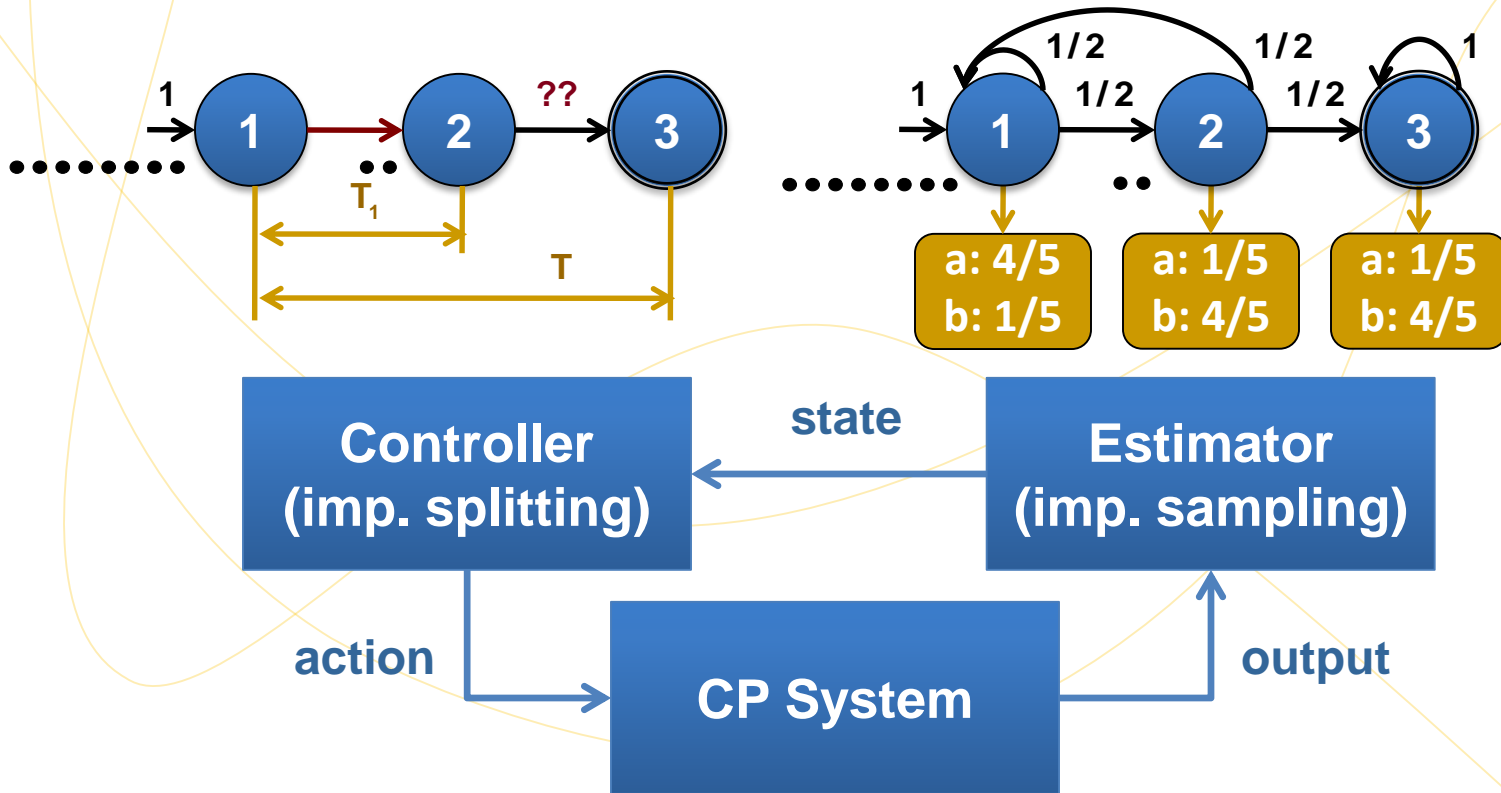 1
1
2
??
3
T1
T
1
1
1/2
2
1/2
1/2
1/2
3
1
a: 4/5
b: 1/5
a: 1/5
b: 4/5
a: 1/5
b: 4/5
Controller
(imp. splitting)
state
Estimator
(imp. sampling)
action
CP System
output